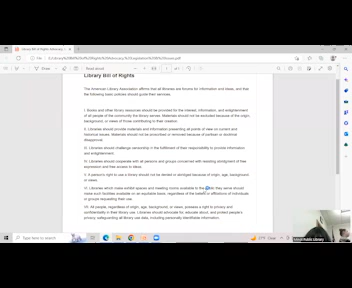 Library Bill of Rights
Draw
Read aloud
Library Bill of Rights
The American Library Association affirms that all libraries are forums for information and ideas, and that
the following basic policies should guide their services.
I. Books and other library resources should be provided for the interest, information, and enlightenment
of all people of the community the library serves. Materials should not be excluded because of the origin,
background, or views of those contributing to their creation.
II. Libraries should provide materials and information presenting all points of view on current and
historical issues. Materials should not be proscribed or removed because of partisan or doctrinal
disapproval.
III. Libraries should challenge censorship in the fulfillment of their responsibility to provide information
and enlightenment.
IV. Libraries should cooperate with all persons and groups concerned with resisting abridgment of free
expression and free access to ideas.
V. A person's right to use a library should not be denied or abridged because of origin, age, background,
or views.
VI. Libraries which make exhibit spaces and meeting rooms available to the they serve should
make such facilities available on an equitable basis, regardless of the beliefs or affiliations of individuals
or groups requesting their use.
VII. All people, regardless of origin, age, background, or views, possess a right to privacy and
confidentiality in their library use. Libraries should advocate for, educate about, and protect people's
privacy, safeguarding all library use data, including personally identifiable information.
Public Library